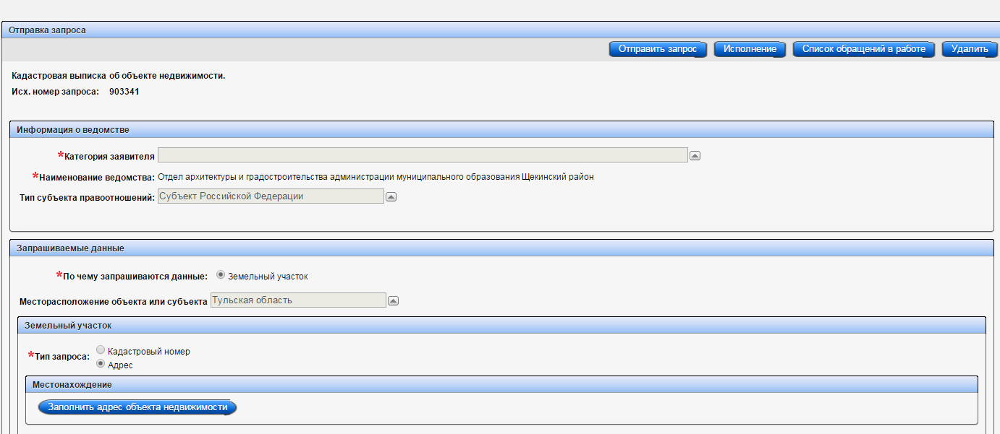 Отправка запроса
Отправить запрос Исполнение Список обращений в работе Удалить
Кадастровая выписка об объекте недвижимости.
Исх. номер запроса: 903341
Информация о ведомстве
*Категория заявителя
*Наименование ведомства: Отдел архитектуры и градостроительства администрации муниципального образования Щекинский район
Тип субъекта правоотношений: Субъект Российской Федерации
Запрашиваемые данные
*По чему запрашиваются данные: Земельный участок
Месторасположение объекта или субъекта Тульская область
Земельный участок
*Тип запроса: Кадастровый номер
Адрес
Местонахождение
Заполнить адрес объекта недвижимости